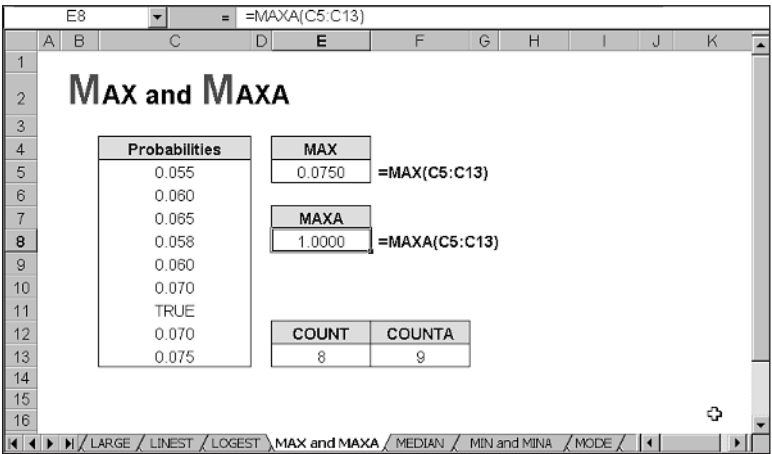 E8 = =MAXA(C5:C13)
A B C D E F G H I J K
1
2 MAX and MAXA
3
4 Probabilities MAX
5 0.055 0.0750 =MAX(C5:C13)
6 0.060
7 0.065 MAXA
8 0.058 1.0000 =MAXA(C5:C13)
9 0.060
10 0.070
11 TRUE
12 0.070 COUNT COUNTA
13 0.075 8 9
14
15
16
LARGE LINEST LOGEST MAX and MAXA MEDIAN MIN and MINA MODE